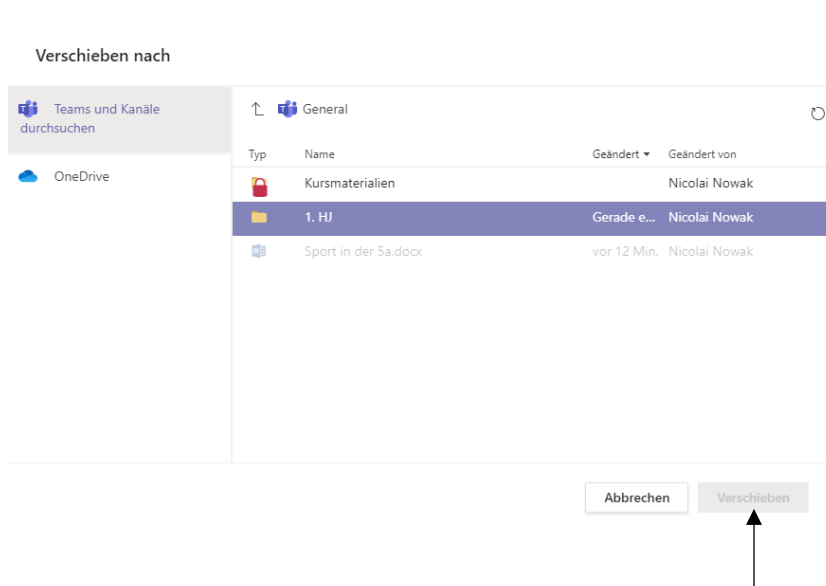 Verschieben nach
Teams und Kanäle
durchsuchen
OneDrive
General
Typ Name Geändert Geändert von
Kursmaterialien Nicolai Nowak
1. HJ Gerade e... Nicolai Nowak
Sport in der 5a.docx vor 12 Min. Nicolai Nowak
Abbrechen Verschieben